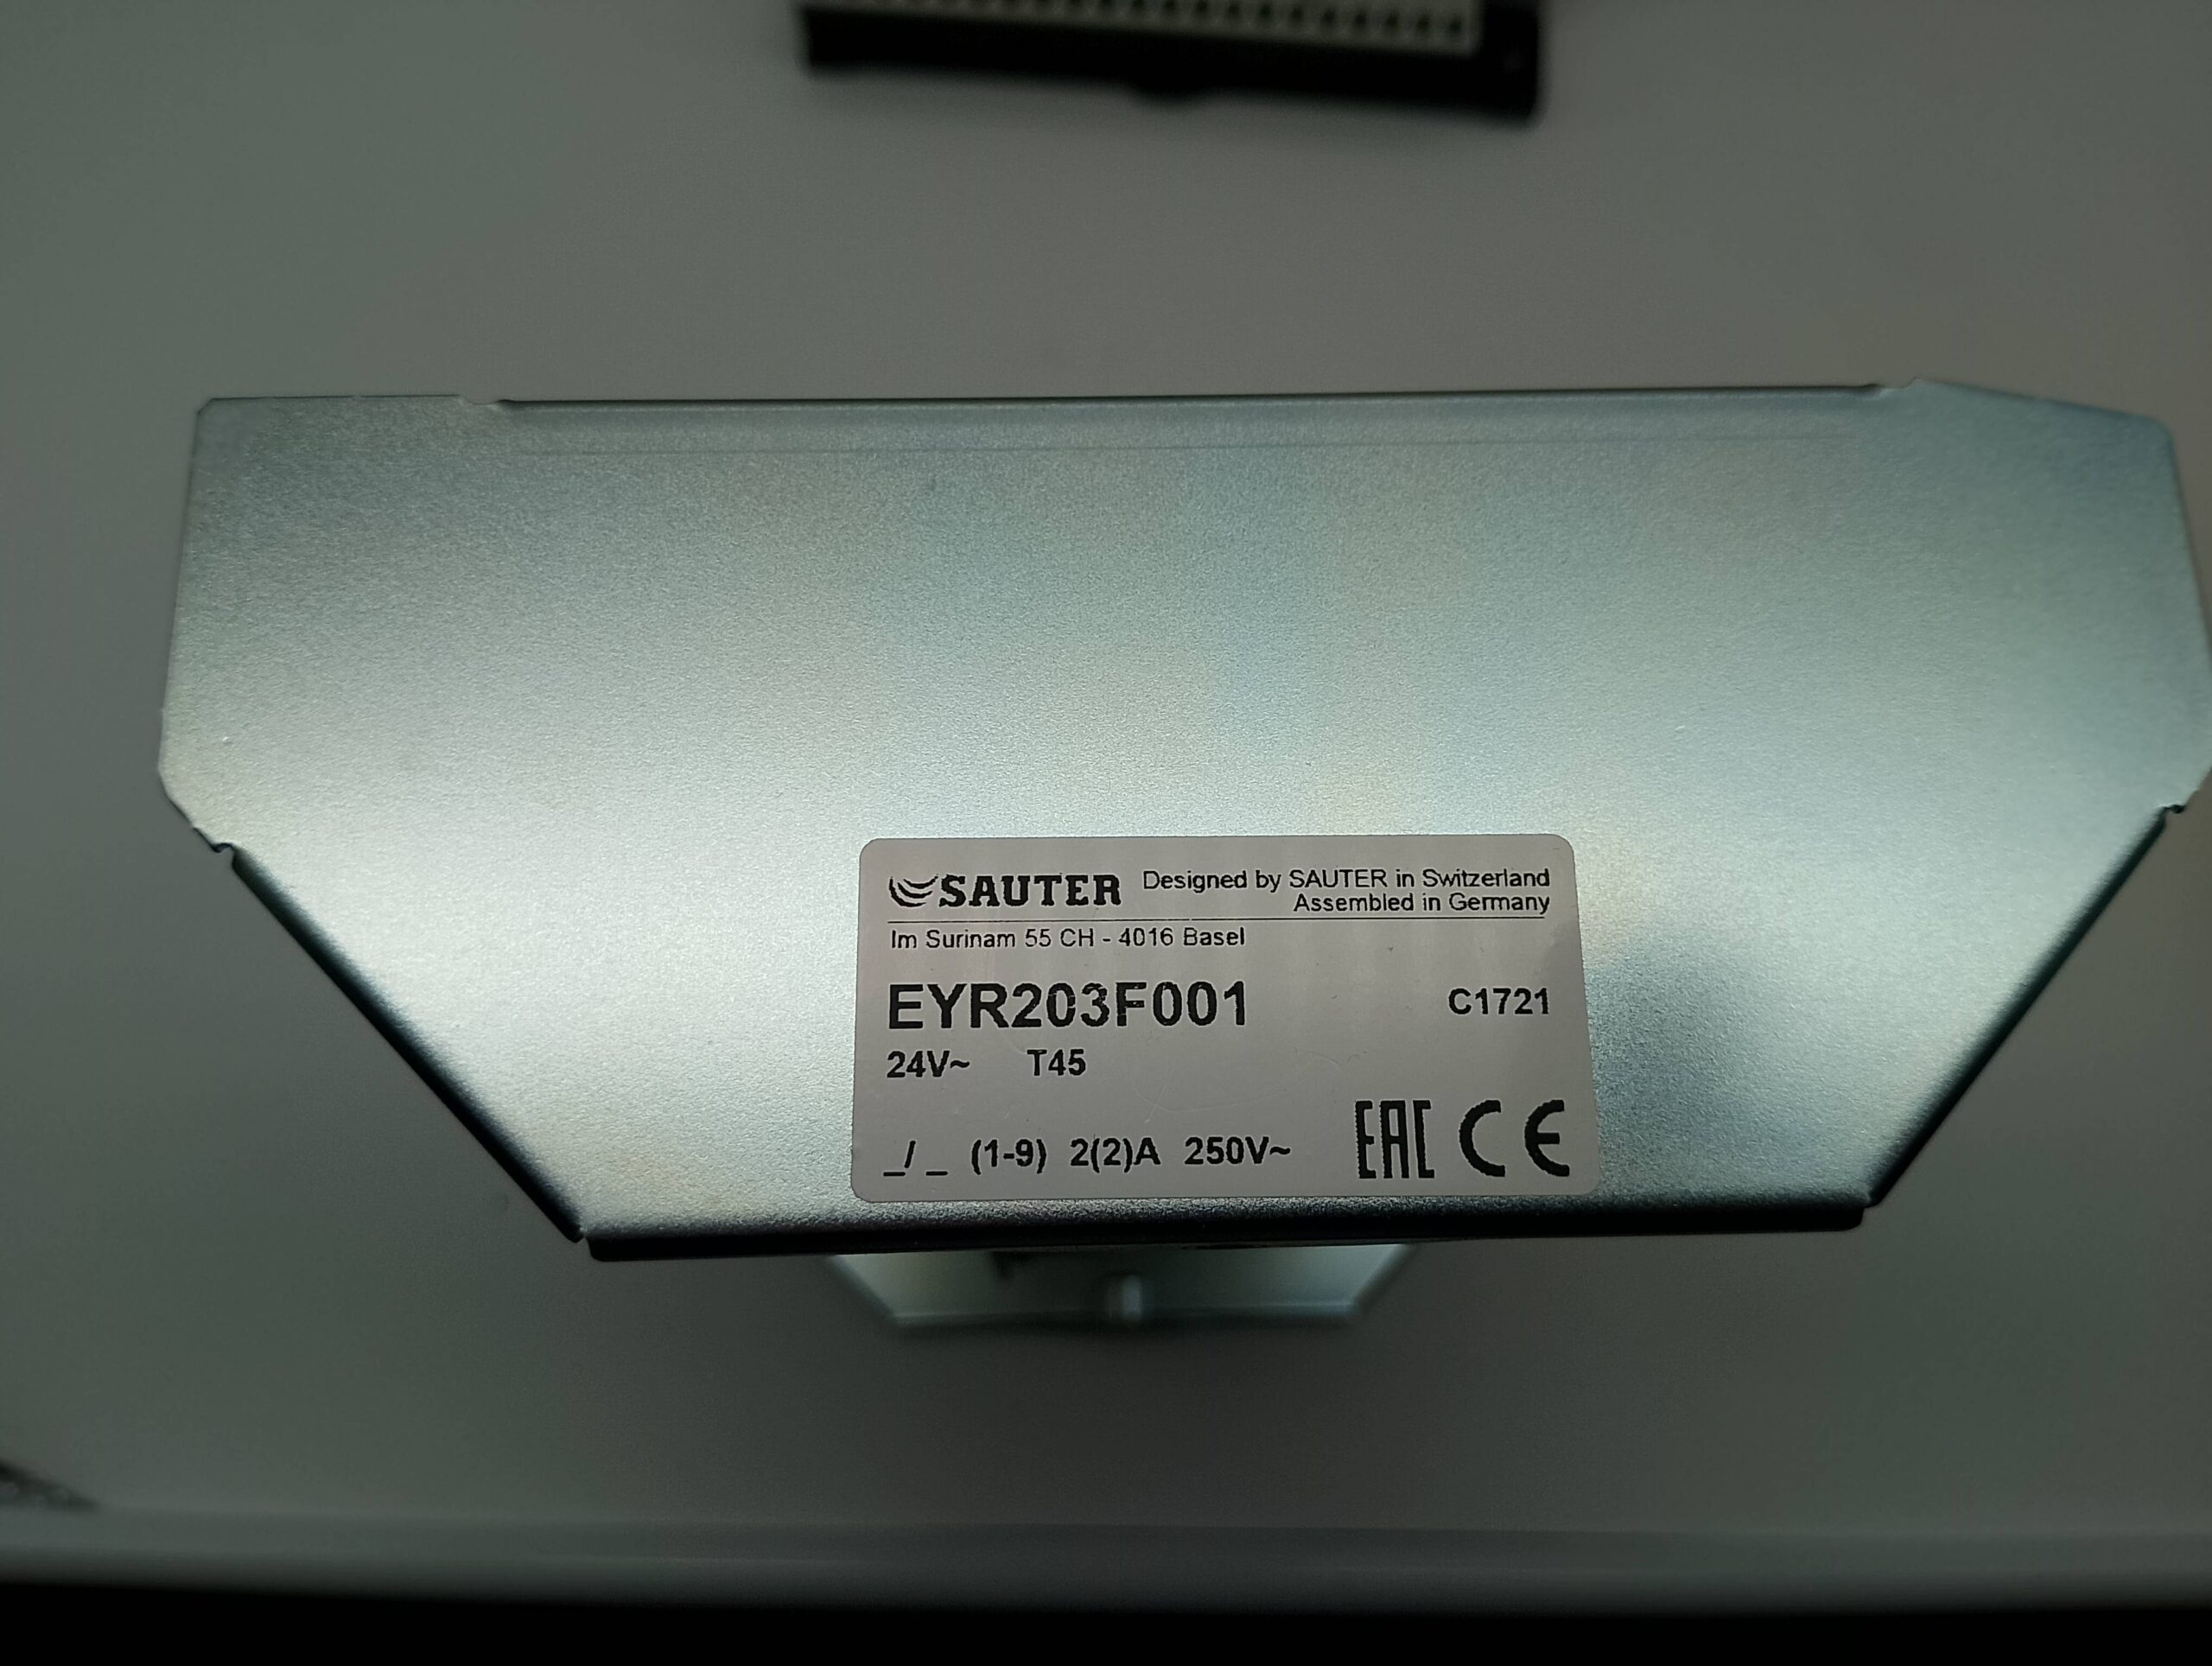 SAUTER Designed by SAUTER in Switzerland
Assembled in Germany
Im Surinam 55 CH - 4016 Basel
EYR203F001 C1721
24V~ T45
_/ _ (1-9) 2(2)A 250V~ EAC CE